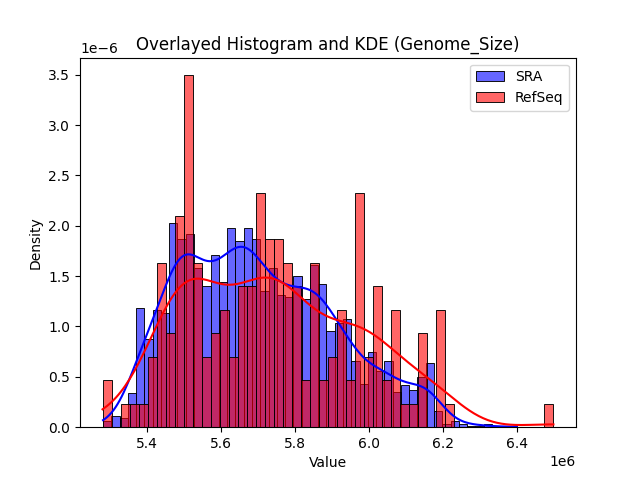 Overlayed Histogram and KDE (Genome_Size)
1e−6
SRA
RefSeq
3.5
3.0
2.5
2.0
1.5
1.0
0.5
0.0
Density
5.4 5.6 5.8 6.0 6.2 6.4
1e6
Value